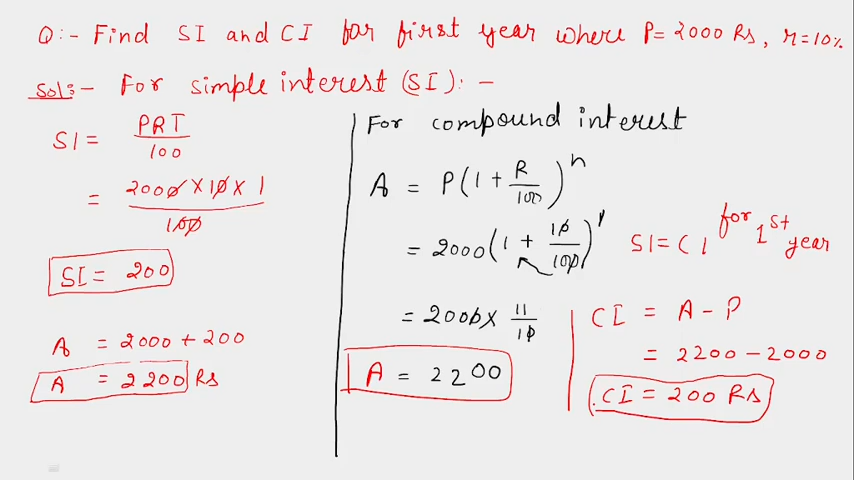 Q:- Find SI and CI for first year where P= 2000 Rs, r=10%
Sol:- For simple interest (SI):-
SI = PRT/100
= 2000 × 10 × 1/100
SI = 200
A = 2000 + 200
A = 2200 Rs
For compound interest
A = P(1 + R/100)^n
= 2000(1 + 10/100)^1
= 2000 × 11/10
A = 2200
SI = CI for 1st year
CI = A - P
= 2200 - 2000
CI = 200 Rs